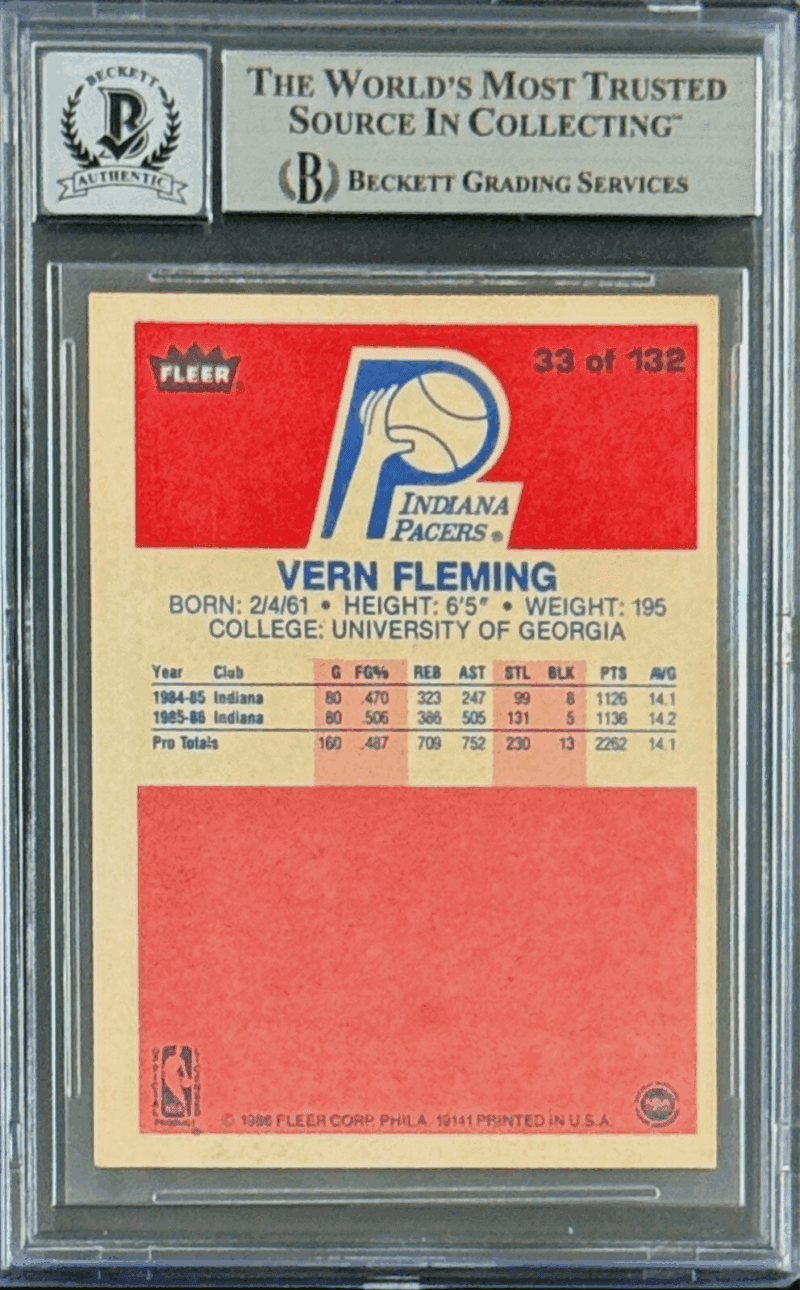 BECKETT
B
AUTHENTIC
THE WORLD'S MOST TRUSTED
SOURCE IN COLLECTING™
(B) BECKETT GRADING SERVICES
FLEER
33 of 132
INDIANA
PACERS
VERN FLEMING
BORN: 2/4/61 • HEIGHT: 6'5" • WEIGHT: 195
COLLEGE: UNIVERSITY OF GEORGIA
Year Club G FG% REB AST STL BLK PTS AVG
1984-85 Indiana 80 .470 323 247 99 8 1126 14.1
1985-86 Indiana 80 .506 386 505 131 5 1136 14.2
Pro Totals 160 .487 709 752 230 13 2262 14.1
NBA
PRODUCT
© 1986 FLEER CORP. PHILA. 19141 PRINTED IN U.S.A.